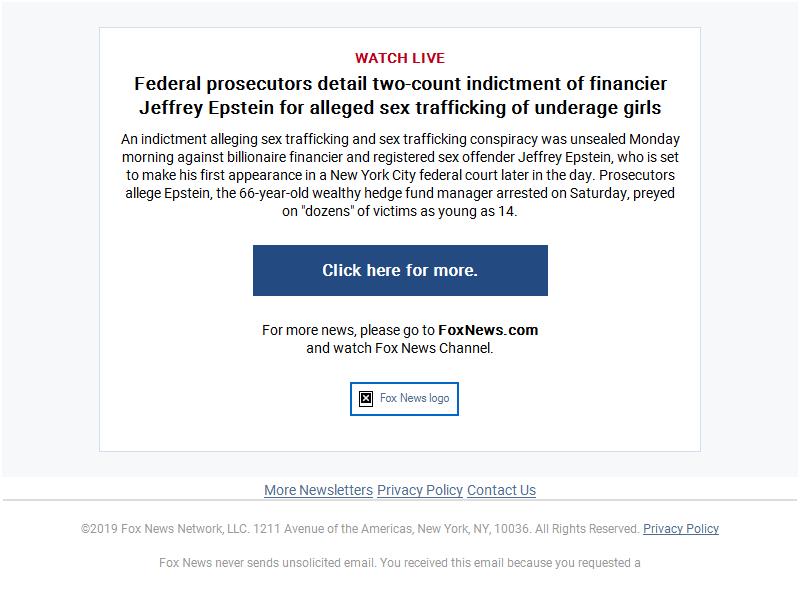 WATCH LIVE
Federal prosecutors detail two-count indictment of financier
Jeffrey Epstein for alleged sex trafficking of underage girls
An indictment alleging sex trafficking and sex trafficking conspiracy was unsealed Monday
morning against billionaire financier and registered sex offender Jeffrey Epstein, who is set
to make his first appearance in a New York City federal court later in the day. Prosecutors
allege Epstein, the 66-year-old wealthy hedge fund manager arrested on Saturday, preyed
on "dozens" of victims as young as 14.
Click here for more.
For more news, please go to FoxNews.com
and watch Fox News Channel.
Fox News logo
More Newsletters Privacy Policy Contact Us
©2019 Fox News Network, LLC. 1211 Avenue of the Americas, New York, NY, 10036. All Rights Reserved. Privacy Policy
Fox News never sends unsolicited email. You received this email because you requested a